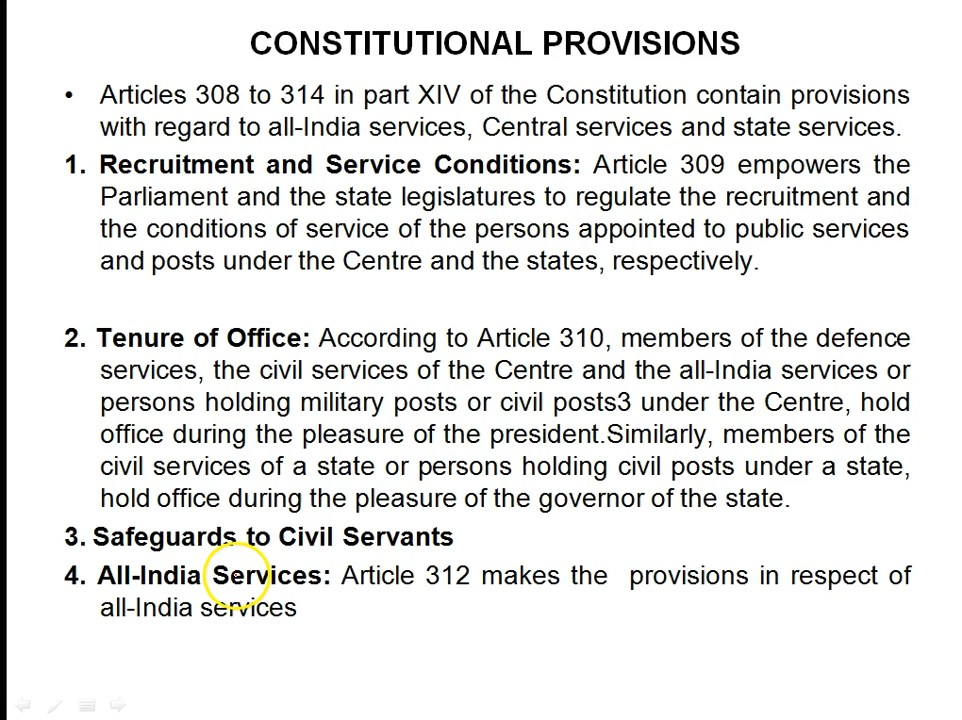 CONSTITUTIONAL PROVISIONS
• Articles 308 to 314 in part XIV of the Constitution contain provisions
with regard to all-India services, Central services and state services.
1. Recruitment and Service Conditions: Article 309 empowers the
Parliament and the state legislatures to regulate the recruitment and
the conditions of service of the persons appointed to public services
and posts under the Centre and the states, respectively.
2. Tenure of Office: According to Article 310, members of the defence
services, the civil services of the Centre and the all-India services or
persons holding military posts or civil posts3 under the Centre, hold
office during the pleasure of the president.Similarly, members of the
civil services of a state or persons holding civil posts under a state,
hold office during the pleasure of the governor of the state.
3. Safeguards to Civil Servants
4. All-India Services: Article 312 makes the provisions in respect of
all-India services